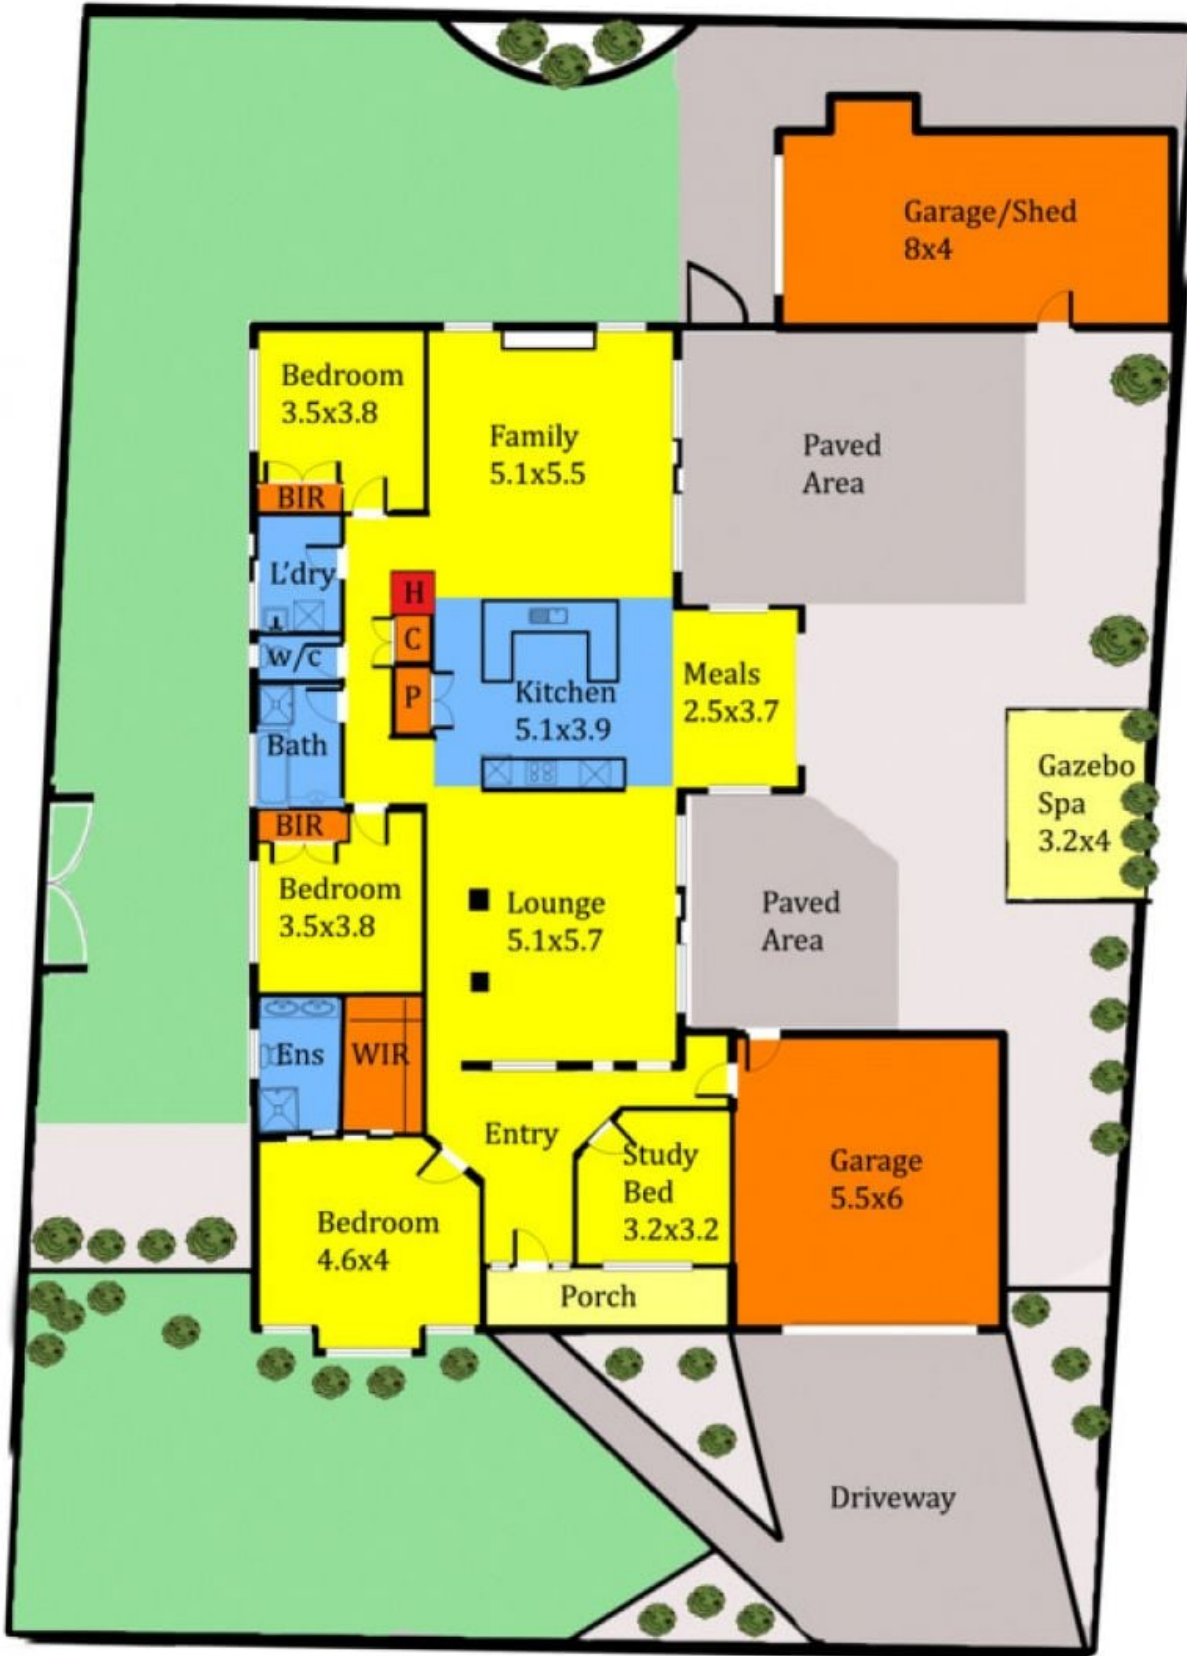 Garage/Shed
8x4
Bedroom
3.5x3.8
Family
5.1x5.5
Paved
Area
BIR
L'dry
H
C
w/c
P
Kitchen
5.1x3.9
Meals
2.5x3.7
Bath
Gazebo
Spa
3.2x4
BIR
Bedroom
3.5x3.8
Lounge
5.1x5.7
Paved
Area
Ens
WIR
Entry
Study
Bed
3.2x3.2
Garage
5.5x6
Bedroom
4.6x4
Porch
Driveway